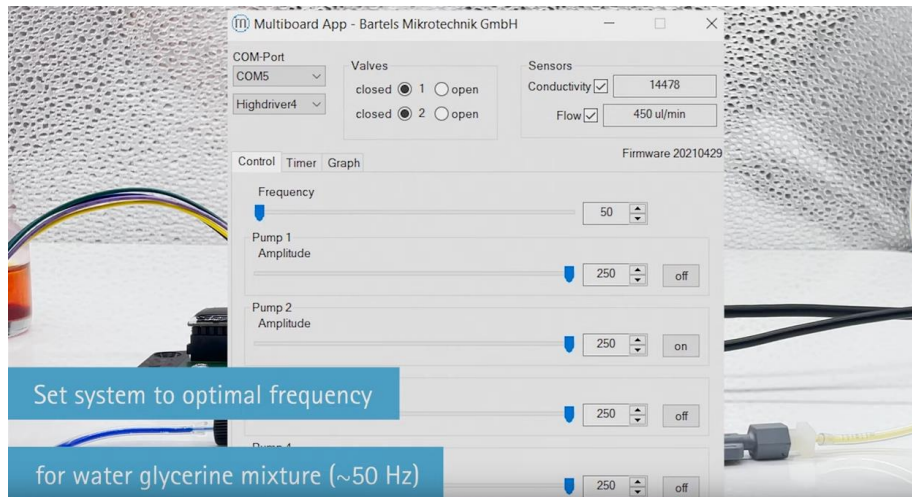 Multiboard App - Bartels Mikrotechnik GmbH
COM-Port
COM5
Highdriver4
Valves
closed 1 open
closed 2 open
Sensors
Conductivity 14478
Flow 450 ul/min
Firmware 20210429
Control Timer Graph
Frequency
50
Pump 1
Amplitude
250 off
Pump 2
Amplitude
250 on
250 off
Pump 4
250 off
Set system to optimal frequency
for water glycerine mixture (~50 Hz)